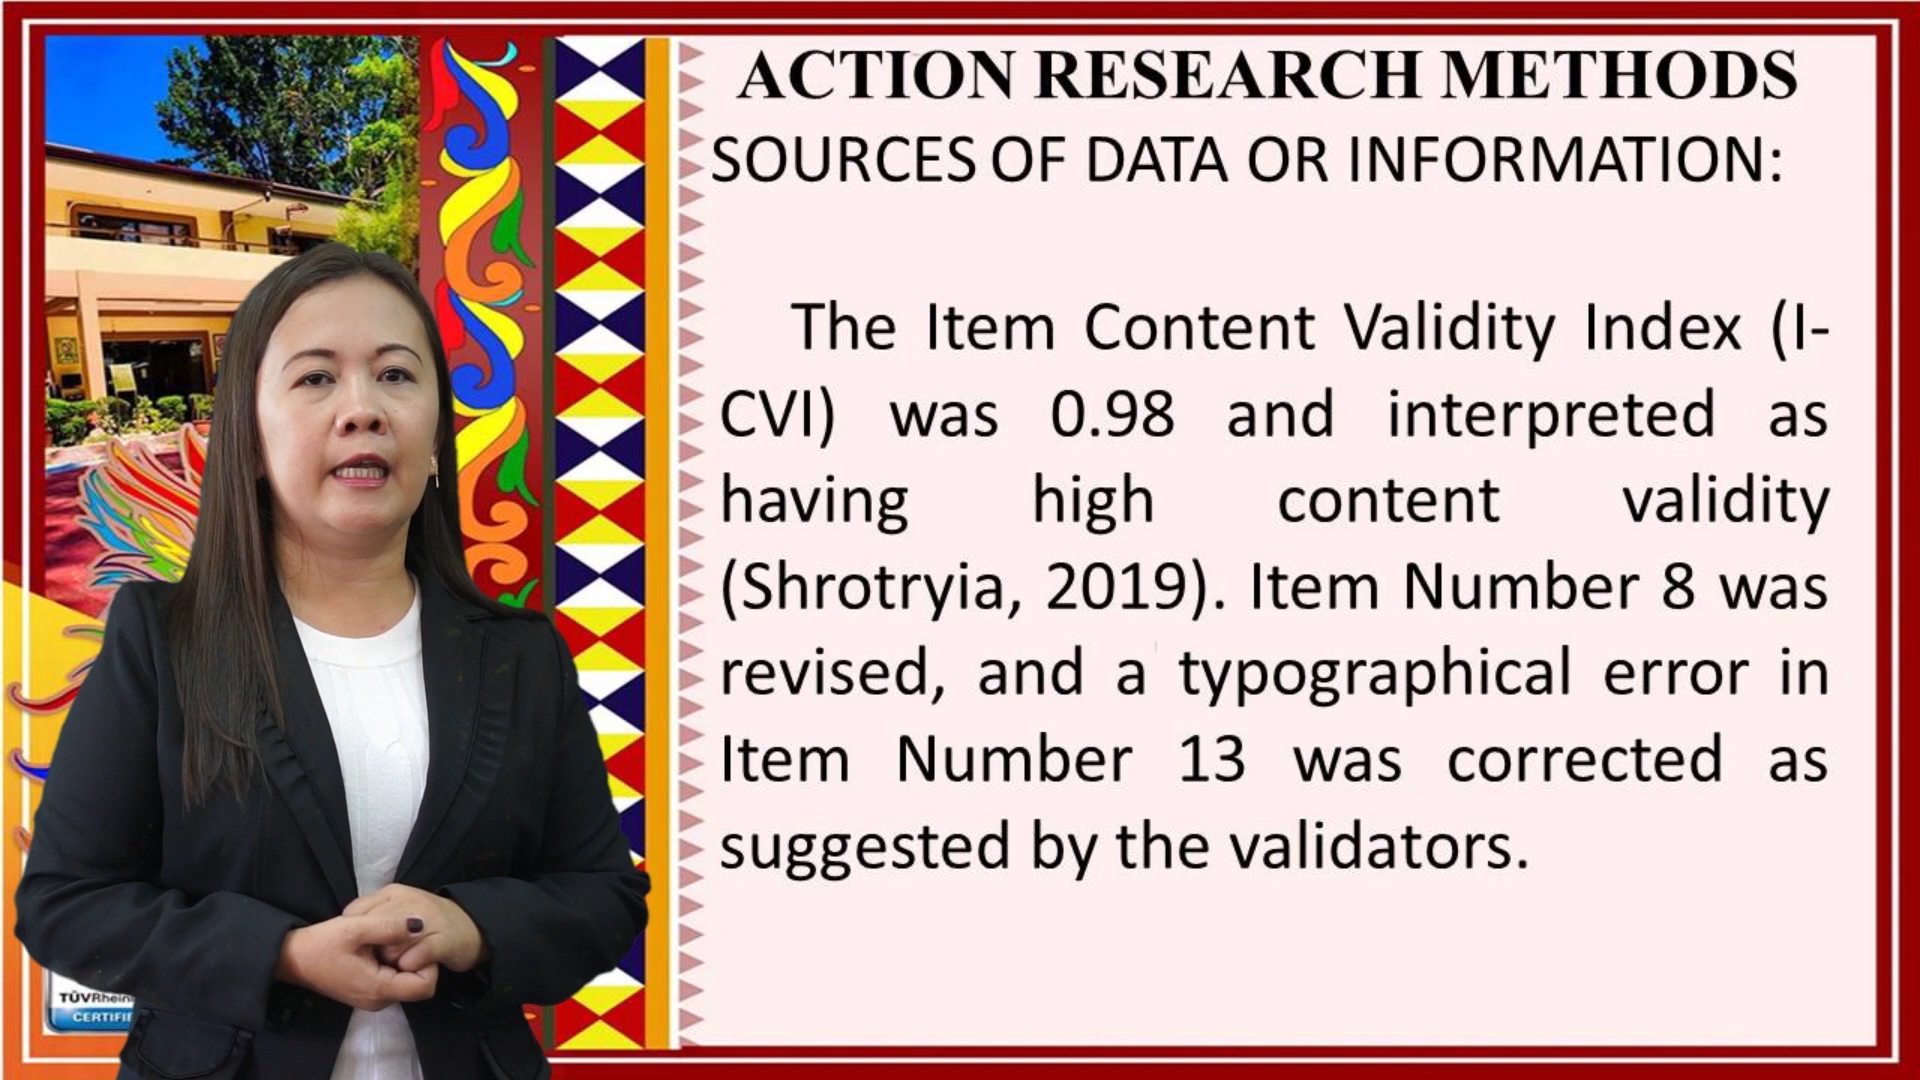 ACTION RESEARCH METHODS
SOURCES OF DATA OR INFORMATION:
The Item Content Validity Index (I-
CVI) was 0.98 and interpreted as
having high content validity
(Shrotryia, 2019). Item Number 8 was
revised, and a typographical error in
Item Number 13 was corrected as
suggested by the validators.
TÜVRhein
CERTIFI